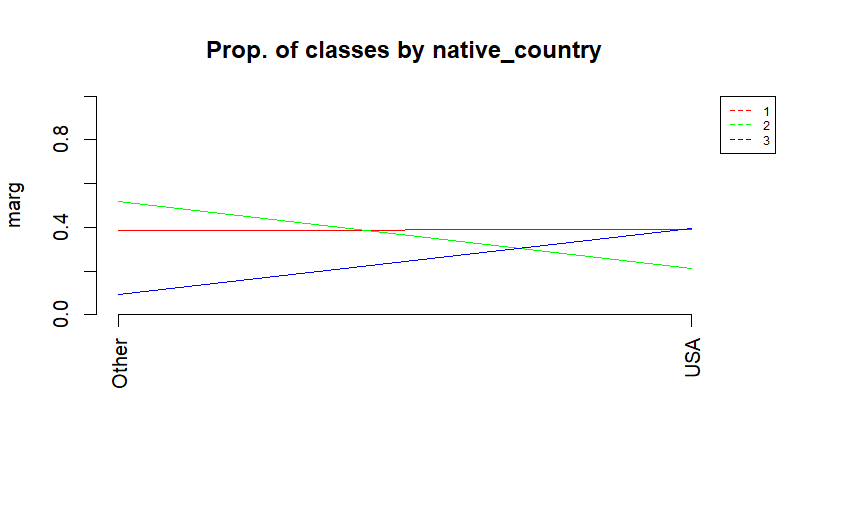 Prop. of classes by native_country
1
2
3
marg
0.8
0.4
0.0
Other
USA